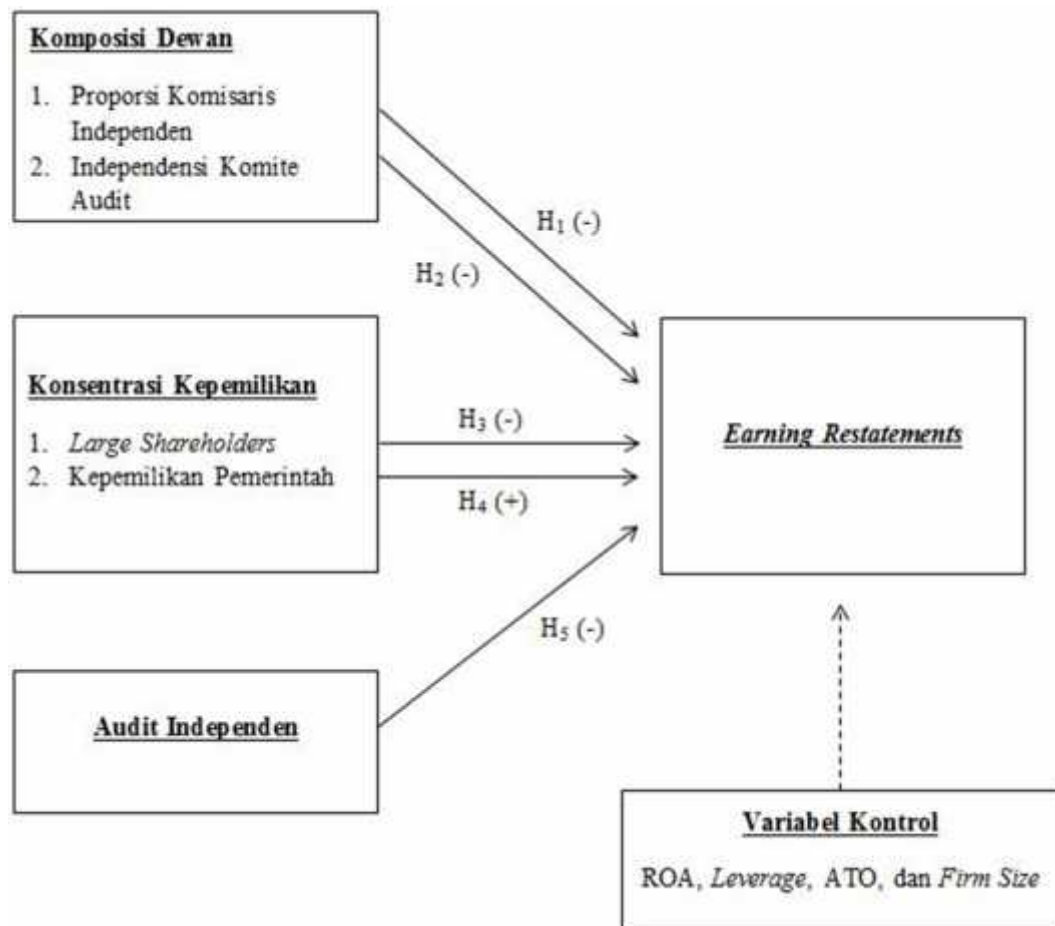 Komposisi Dewan
1. Proporsi Komisaris
Independen
2. Independensi Komite
Audit
H₁ (-)
H₂ (-)
Konsentrasi Kepemilikan
1. Large Shareholders
2. Kepemilikan Pemerintah
H₃ (-)
H₄ (+)
Earning Restatements
H₅ (-)
Audit Independen
Variabel Kontrol
ROA, Leverage, ATO, dan Firm Size